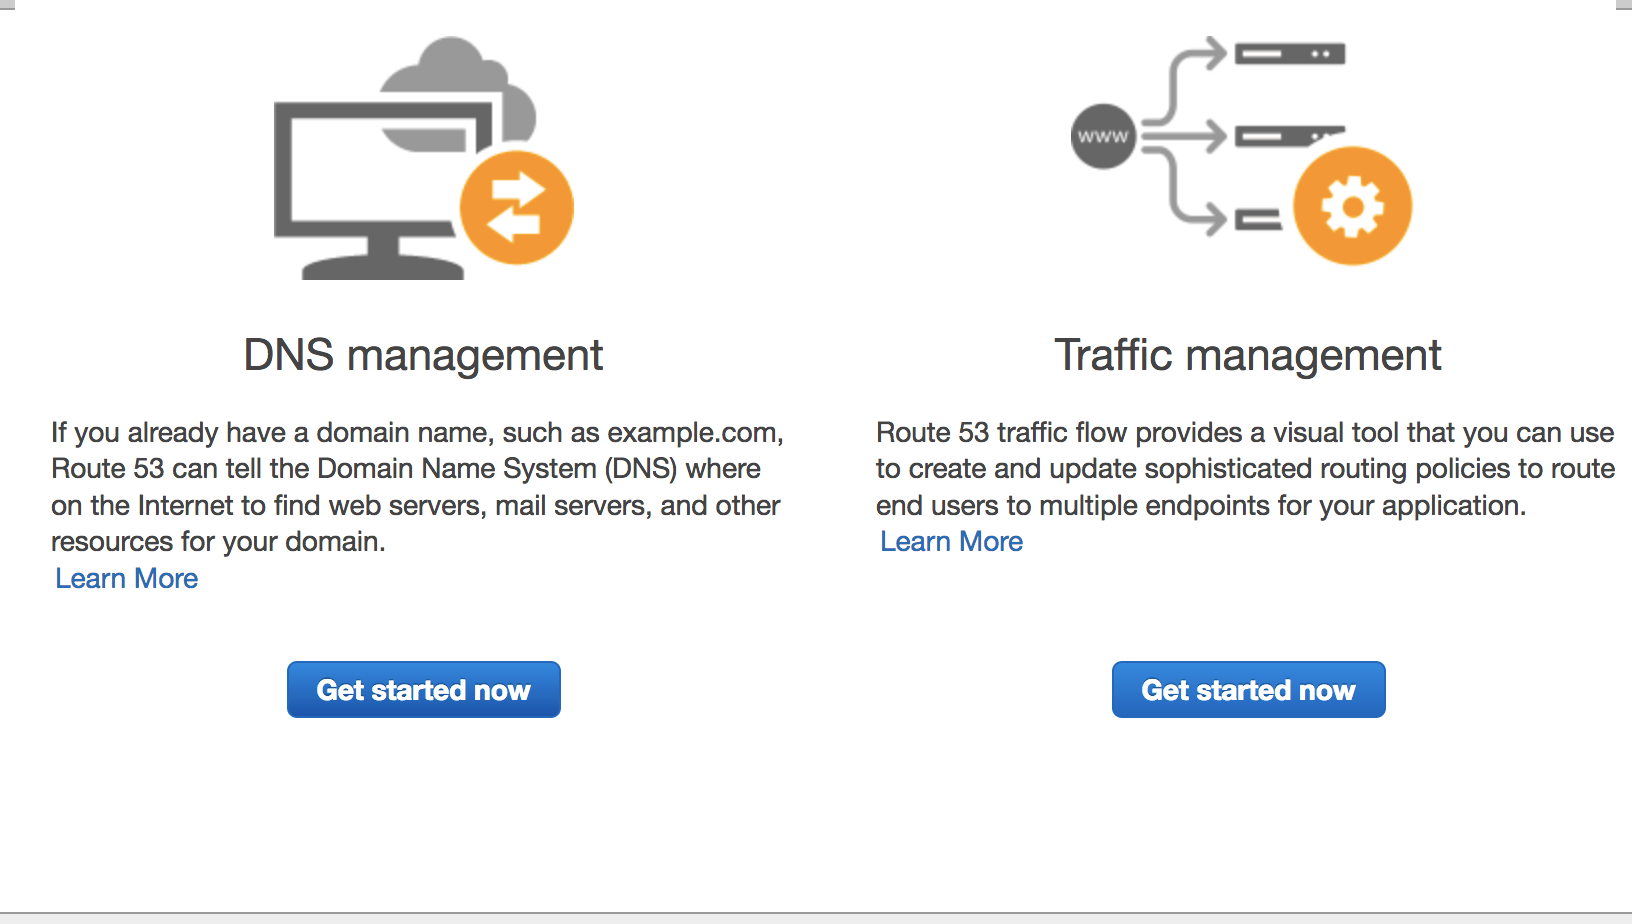 www
DNS management
If you already have a domain name, such as example.com,
Route 53 can tell the Domain Name System (DNS) where
on the Internet to find web servers, mail servers, and other
resources for your domain.
Learn More
Get started now
Traffic management
Route 53 traffic flow provides a visual tool that you can use
to create and update sophisticated routing policies to route
end users to multiple endpoints for your application.
Learn More
Get started now